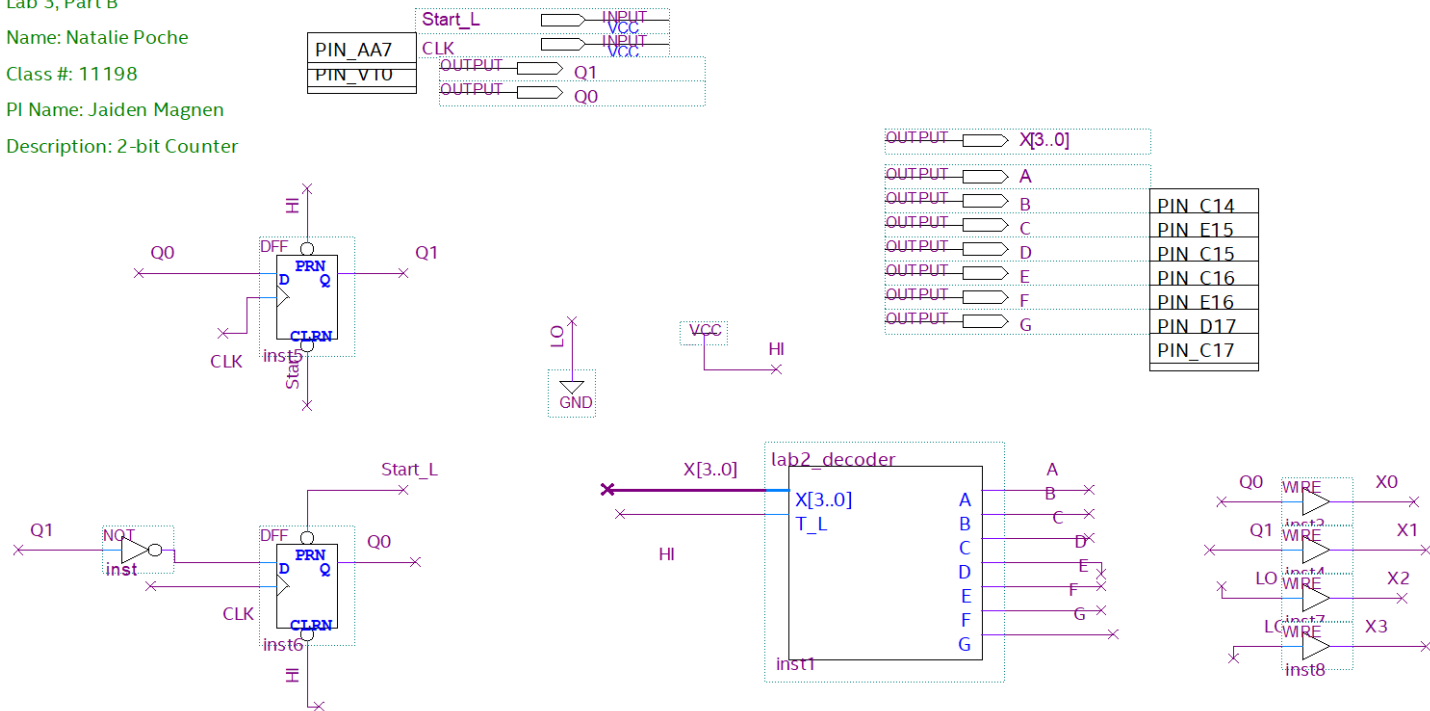 Lab 3, Part B
Name: Natalie Poche
Class #: 11198
PI Name: Jaiden Magnen
Description: 2-bit Counter
Start_L INPUT
VCC
PIN_AA7 CLK INPUT
VCC
PIN_V10 OUTPUT Q1
OUTPUT Q0
OUTPUT X[3..0]
OUTPUT A
OUTPUT B PIN_C14
OUTPUT C PIN_E15
OUTPUT D PIN_C15
OUTPUT E PIN_C16
OUTPUT F PIN_E16
OUTPUT G PIN_D17
PIN_C17
HI
DFF
Q0 Q1
PRN
D Q
CLRN
CLK inst5
LO
GND
VCC
HI
Start_L
Q1 NOT
inst
DFF Q0
PRN
D Q
CLK
CLRN
inst6
HI
lab2_decoder
X[3..0] X[3..0]
T_L
HI
A A
B B
C C
D D
E E
F F
G G
inst1
Q0 WIRE X0
Q1 WIRE X1
LO WIRE X2
WIRE X3
inst8